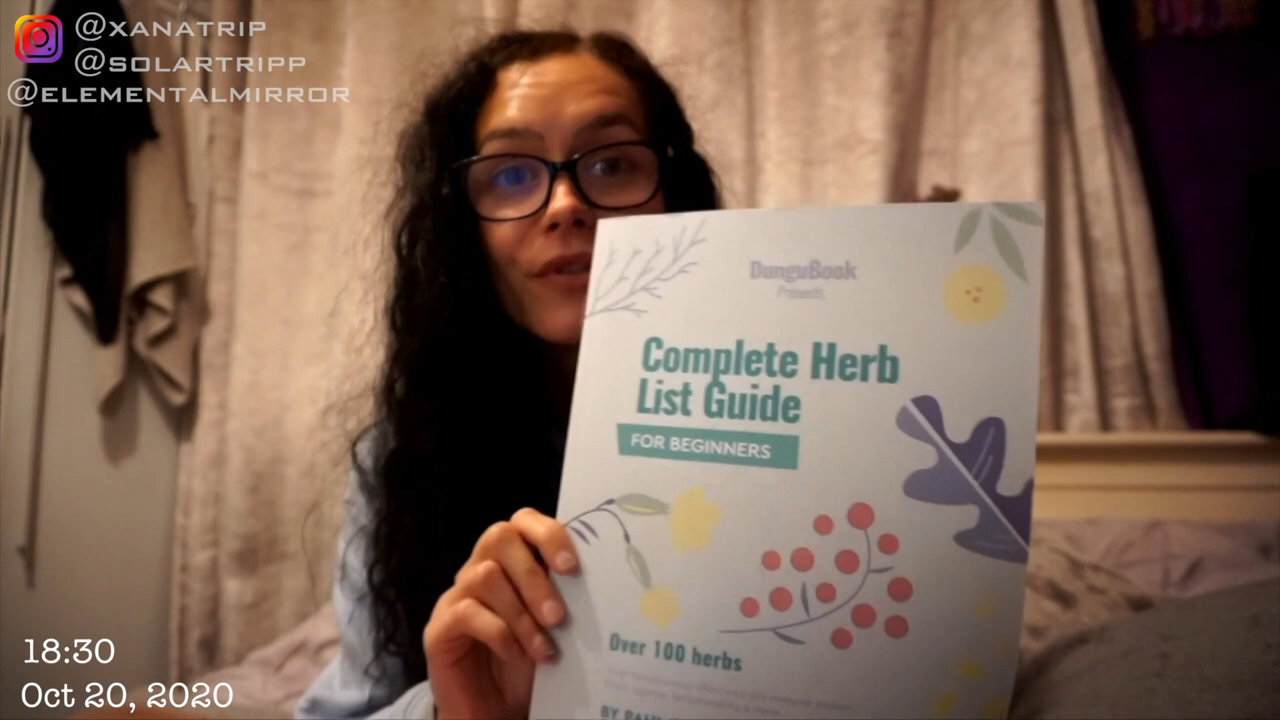 @XANATRIP
@SOLARTRIPP
@ELEMENTALMIRROR
DunguBook
Presents
Complete Herb
List Guide
FOR BEGINNERS
Over 100 herbs
BY
18:30
Oct 20, 2020